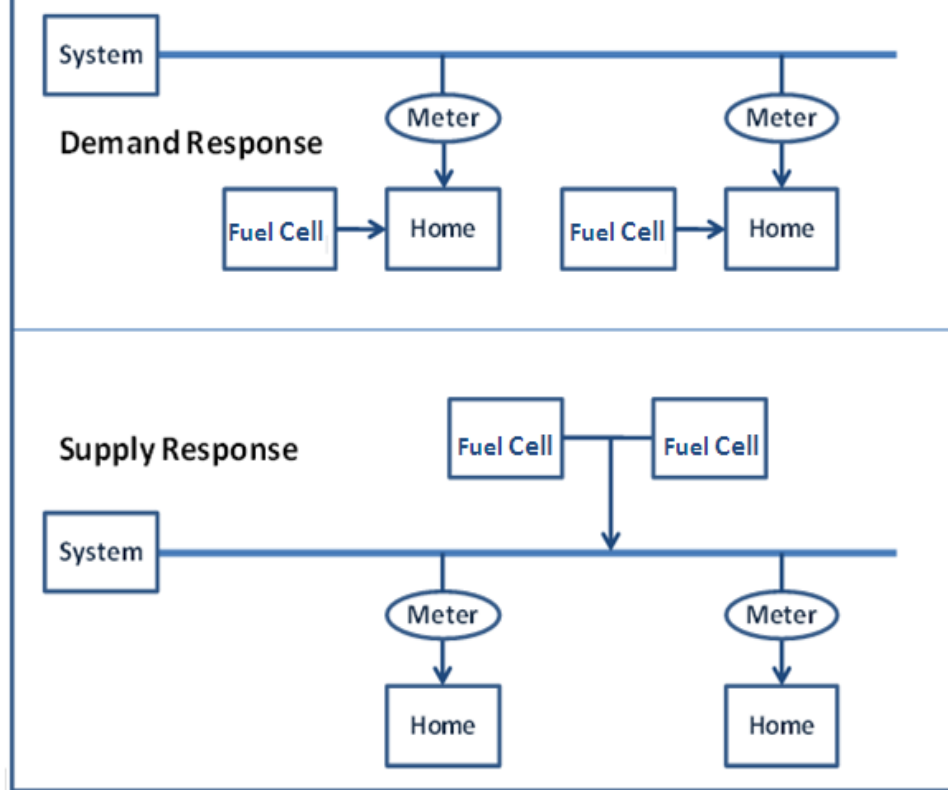 System
Meter
Meter
Demand Response
Fuel Cell
Home
Fuel Cell
Home
Fuel Cell
Fuel Cell
Supply Response
System
Meter
Meter
Home
Home